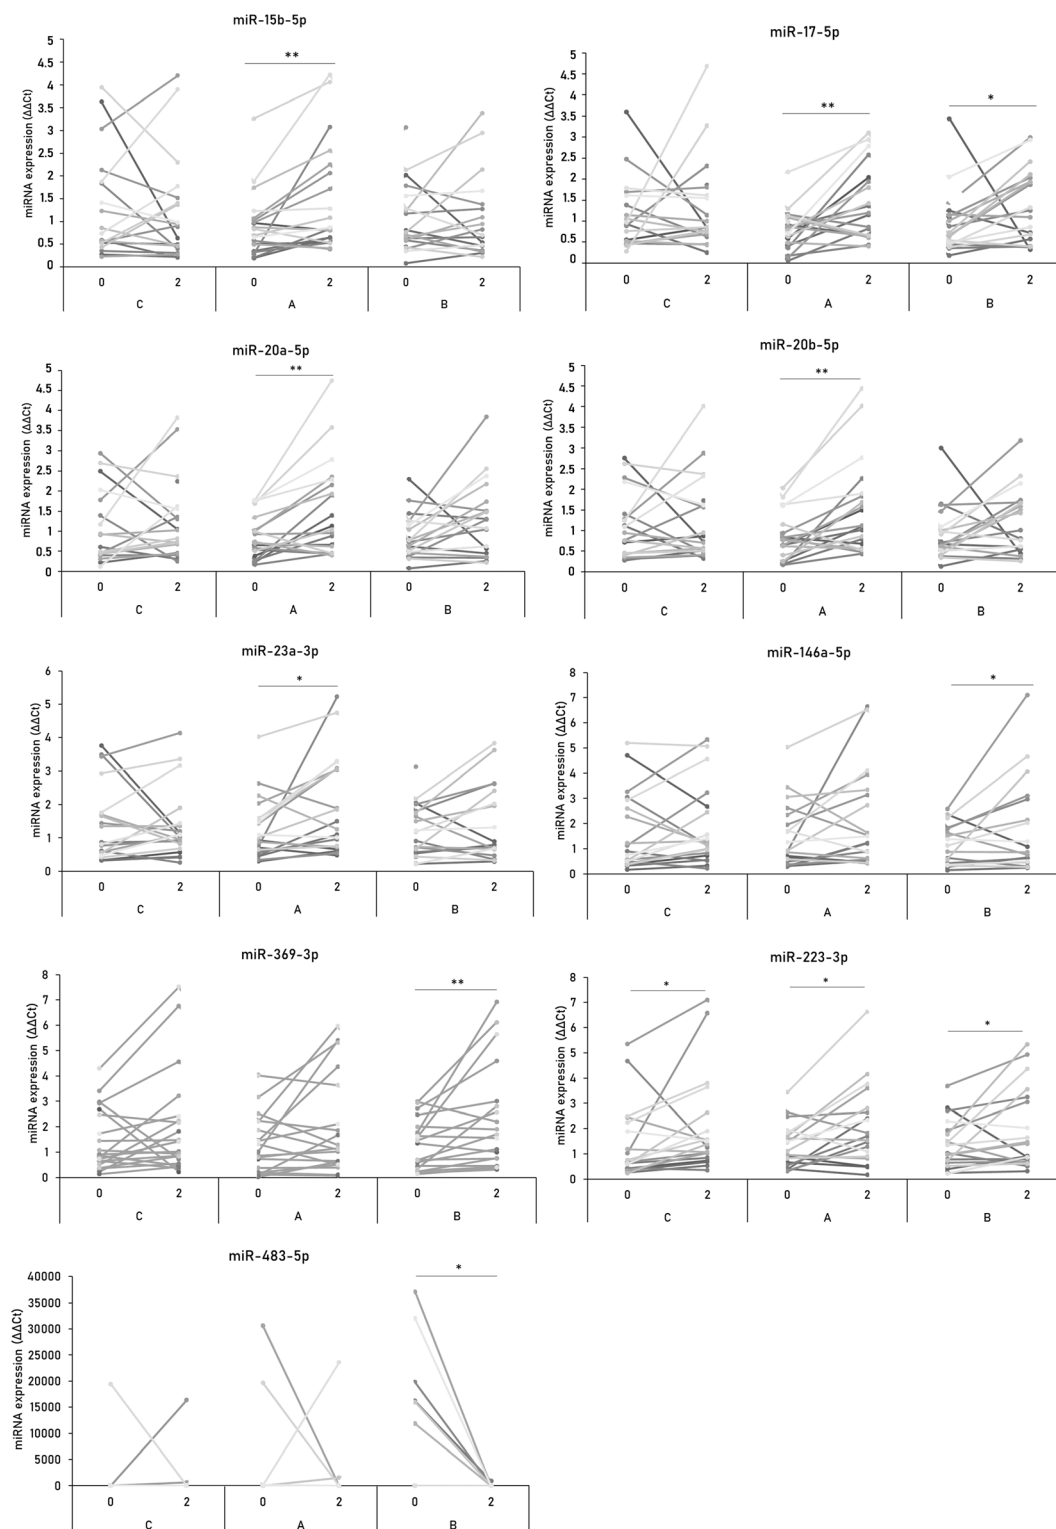 miR-15b-5p
**
miRNA expression (ΔΔCt)
5
4.5
4
3.5
3
2.5
2
1.5
1
0.5
0
0 2 0 2 0 2
C A B
miR-17-5p
**
*
miRNA expression (ΔΔCt)
5
4.5
4
3.5
3
2.5
2
1.5
1
0.5
0
0 2 0 2 0 2
C A B
miR-20a-5p
**
miRNA expression (ΔΔCt)
5
4.5
4
3.5
3
2.5
2
1.5
1
0.5
0
0 2 0 2 0 2
C A B
miR-20b-5p
**
miRNA expression (ΔΔCt)
5
4.5
4
3.5
3
2.5
2
1.5
1
0.5
0
0 2 0 2 0 2
C A B
miR-23a-3p
*
miRNA expression (ΔΔCt)
6
5
4
3
2
1
0
0 2 0 2 0 2
C A B
miR-146a-5p
*
miRNA expression (ΔΔCt)
8
7
6
5
4
3
2
1
0
0 2 0 2 0 2
C A B
miR-369-3p
**
miRNA expression (ΔΔCt)
8
7
6
5
4
3
2
1
0
0 2 0 2 0 2
C A B
miR-223-3p
*
*
*
miRNA expression (ΔΔCt)
8
7
6
5
4
3
2
1
0
0 2 0 2 0 2
C A B
miR-483-5p
*
miRNA expression (ΔΔCt)
40000
35000
30000
25000
20000
15000
10000
5000
0
0 2 0 2 0 2
C A B